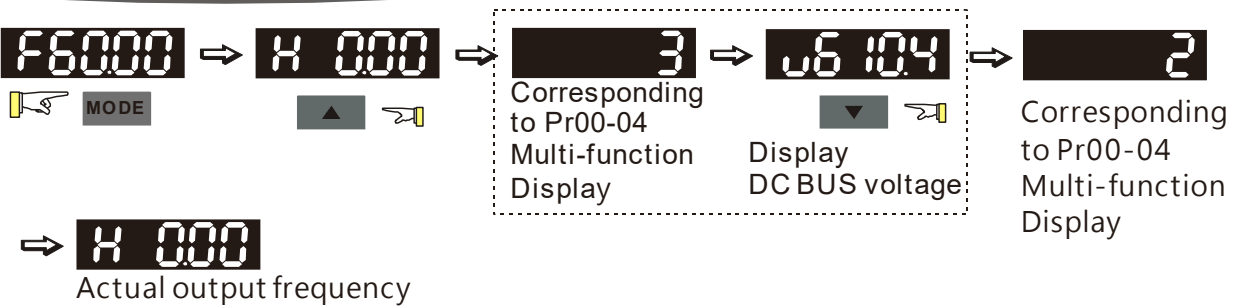 F60.00 H 0.00 3 u610.4 2
MODE
Corresponding
to Pr00-04
Multi-function
Display
Display
DC BUS voltage
Corresponding
to Pr00-04
Multi-function
Display
H 0.00
Actual output frequency